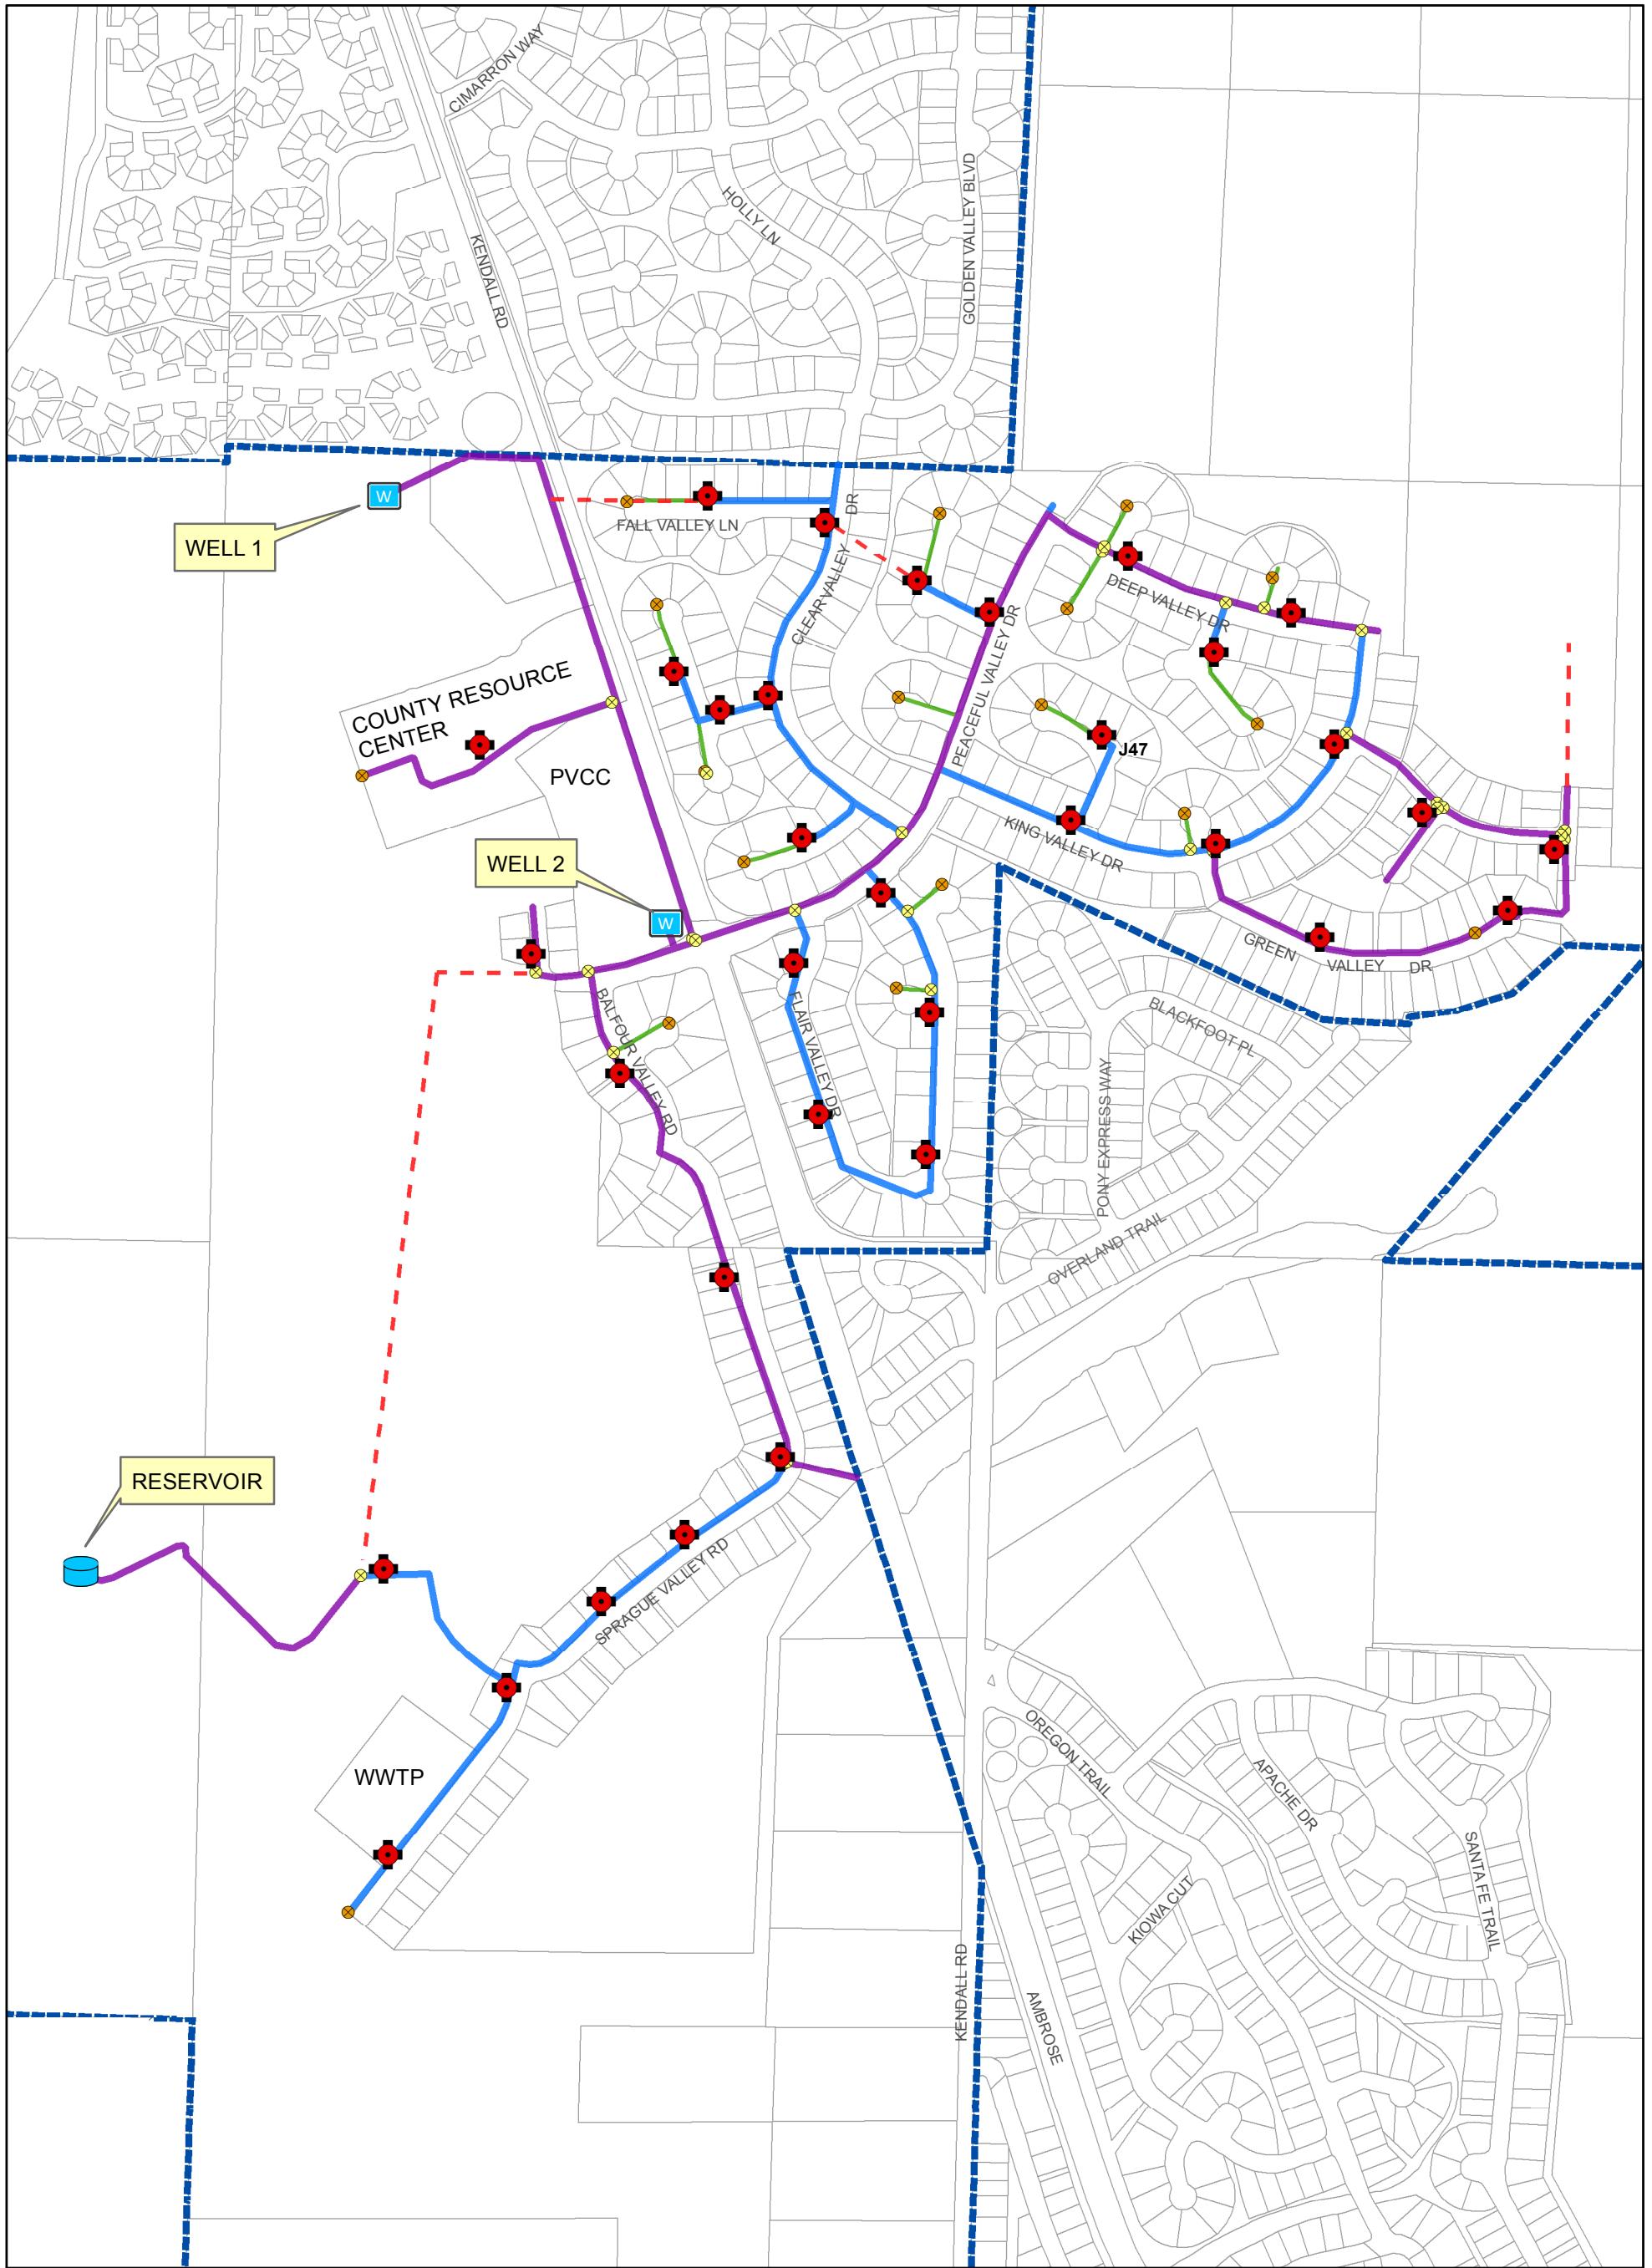 CIMARRON WAY
HOLLY LN
GOLDEN VALLEY BLVD
KENDALL RD
W
WELL 1
FALL VALLEY LN
CLEAR VALLEY DR
DEEP VALLEY DR
PEACEFUL VALLEY DR
COUNTY RESOURCE
CENTER
PVCC
J47
KING VALLEY DR
WELL 2
W
GREEN VALLEY DR
BALFOUR VALLEY RD
FLAIR VALLEY DR
BLACKFOOT PL
PONY EXPRESS WAY
OVERLAND TRAIL
RESERVOIR
SPRAGUE VALLEY RD
WWTP
OREGON TRAIL
APACHE DR
SANTA FE TRAIL
KIOWA CUT
KENDALL RD
AMBROSE